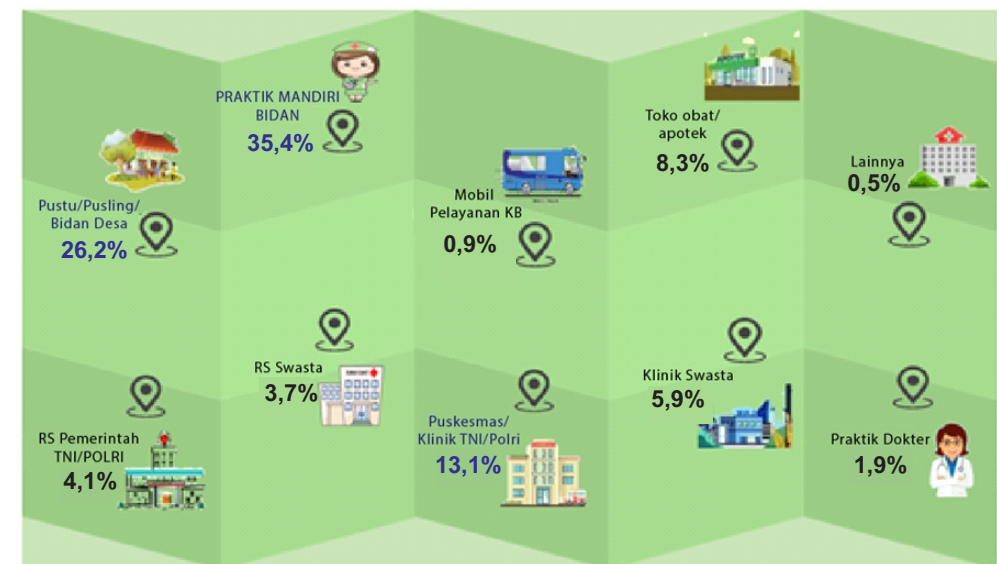 PRAKTIK MANDIRI
BIDAN
35,4%
Pustu/Pusling/
Bidan Desa
26,2%
Mobil
Pelayanan KB
0,9%
APOTEK
Toko obat/
apotek
8,3%
Lainnya
0,5%
RS Pemerintah
TNI/POLRI
4,1%
RS Swasta
3,7%
Puskesmas/
Klinik TNI/Polri
13,1%
Klinik Swasta
5,9%
Praktik Dokter
1,9%